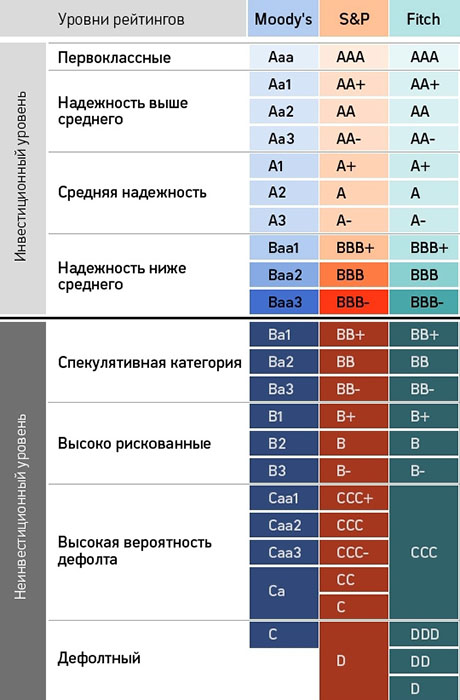 Уровни рейтингов Moody's S&P Fitch
Инвестиционный уровень
Первоклассные Aaa AAA AAA
Надежность выше
среднего
Aa1 AA+ AA+
Aa2 AA AA
Aa3 AA- AA-
Средняя надежность
A1 A+ A+
A2 A A
A3 A- A-
Надежность ниже
среднего
Baa1 BBB+ BBB+
Baa2 BBB BBB
Baa3 BBB- BBB-
Неинвестиционный уровень
Спекулятивная категория
Ba1 BB+ BB+
Ba2 BB BB
Ba3 BB- BB-
Высоко рискованные
B1 B+ B+
B2 B B
B3 B- B-
Высокая вероятность
дефолта
Caa1 CCC+
Caa2 CCC
Caa3 CCC- CCC
Ca CC
C
Дефолтный
C DDD
D DD
D